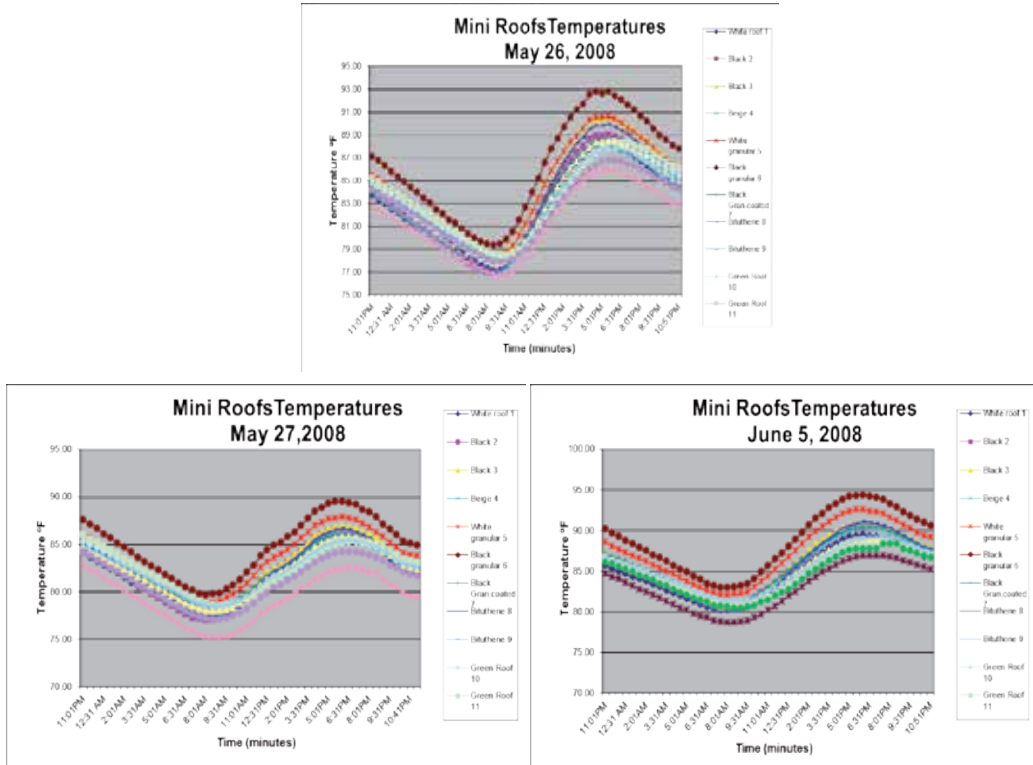 Mini RoofsTemperatures
May 26, 2008
95.00
93.00
91.00
89.00
87.00
85.00
83.00
81.00
79.00
77.00
75.00
Temperature °F
11:01PM
12:31 AM
2:01AM
3:31AM
5:01AM
6:31AM
8:01AM
9:31AM
11:01AM
12:31PM
2:01PM
3:31PM
5:01PM
6:31PM
8:01PM
9:31PM
10:51PM
Time (minutes)
White roof 1
Black 2
Black 3
Beige 4
White
granular 5
Black
granular 6
Black
Gran coated
7
Bituthene 8
Bituthene 9
Green Roof
10
Green Roof
11
Mini RoofsTemperatures
May 27,2008
95.00
90.00
85.00
80.00
75.00
70.00
Temperature °F
11:01PM
12:31 AM
2:01AM
3:31AM
5:01AM
6:31AM
8:01AM
9:31AM
11:01AM
12:31PM
2:01PM
3:31PM
5:01PM
6:31PM
8:01PM
9:31PM
10:41PM
Time (minutes)
White roof 1
Black 2
Black 3
Beige 4
White
granular 5
Black
granular 6
Black
Gran coated
7
Bituthene 8
Bituthene 9
Green Roof
10
Green Roof
11
Mini RoofsTemperatures
June 5, 2008
100.00
95.00
90.00
85.00
80.00
75.00
70.00
Temperature °F
11:01PM
12:31AM
2:01AM
3:31AM
5:01AM
6:31AM
8:01AM
9:31AM
11:01AM
12:31PM
2:01PM
3:31PM
5:01PM
6:31PM
8:01PM
9:31PM
10:51PM
Time (minutes)
White roof 1
Black 2
Black 3
Beige 4
White
granular 5
Black
granular 6
Black
Gran coated
7
Bituthene 8
Bituthene 9
Green Roof
10
Green Roof
11